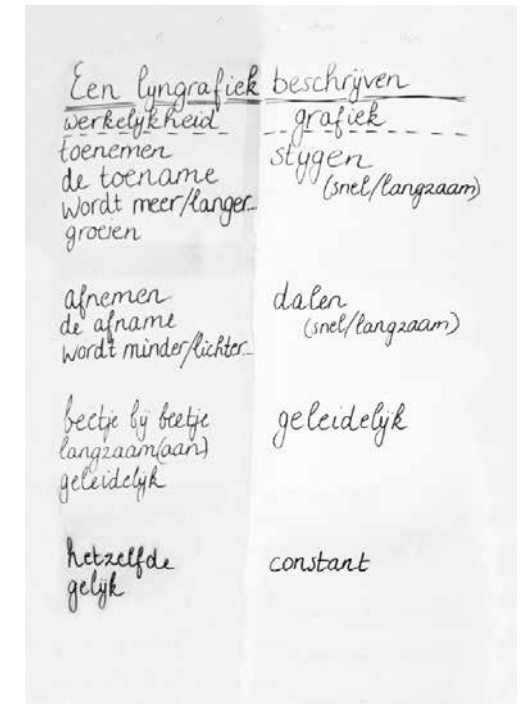 Een lijngrafiek beschrijven
werkelijkheid grafiek
toenemen
de toename
wordt meer/langer...
groeien
stijgen
(snel/langzaam)
afnemen
de afname
wordt minder/lichter...
dalen
(snel/langzaam)
beetje bij beetje
langzaam(aan)
geleidelijk
geleidelijk
hetzelfde
gelijk
constant